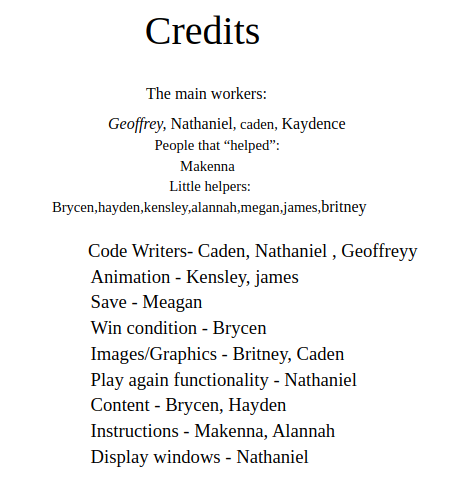 Credits
The main workers:
Geoffrey, Nathaniel, caden, Kaydence
People that “helped”:
Makenna
Little helpers:
Brycen,hayden,kensley,alannah,megan,james,britney
Code Writers- Caden, Nathaniel , Geoffreyy
Animation - Kensley, james
Save - Meagan
Win condition - Brycen
Images/Graphics - Britney, Caden
Play again functionality - Nathaniel
Content - Brycen, Hayden
Instructions - Makenna, Alannah
Display windows - Nathaniel